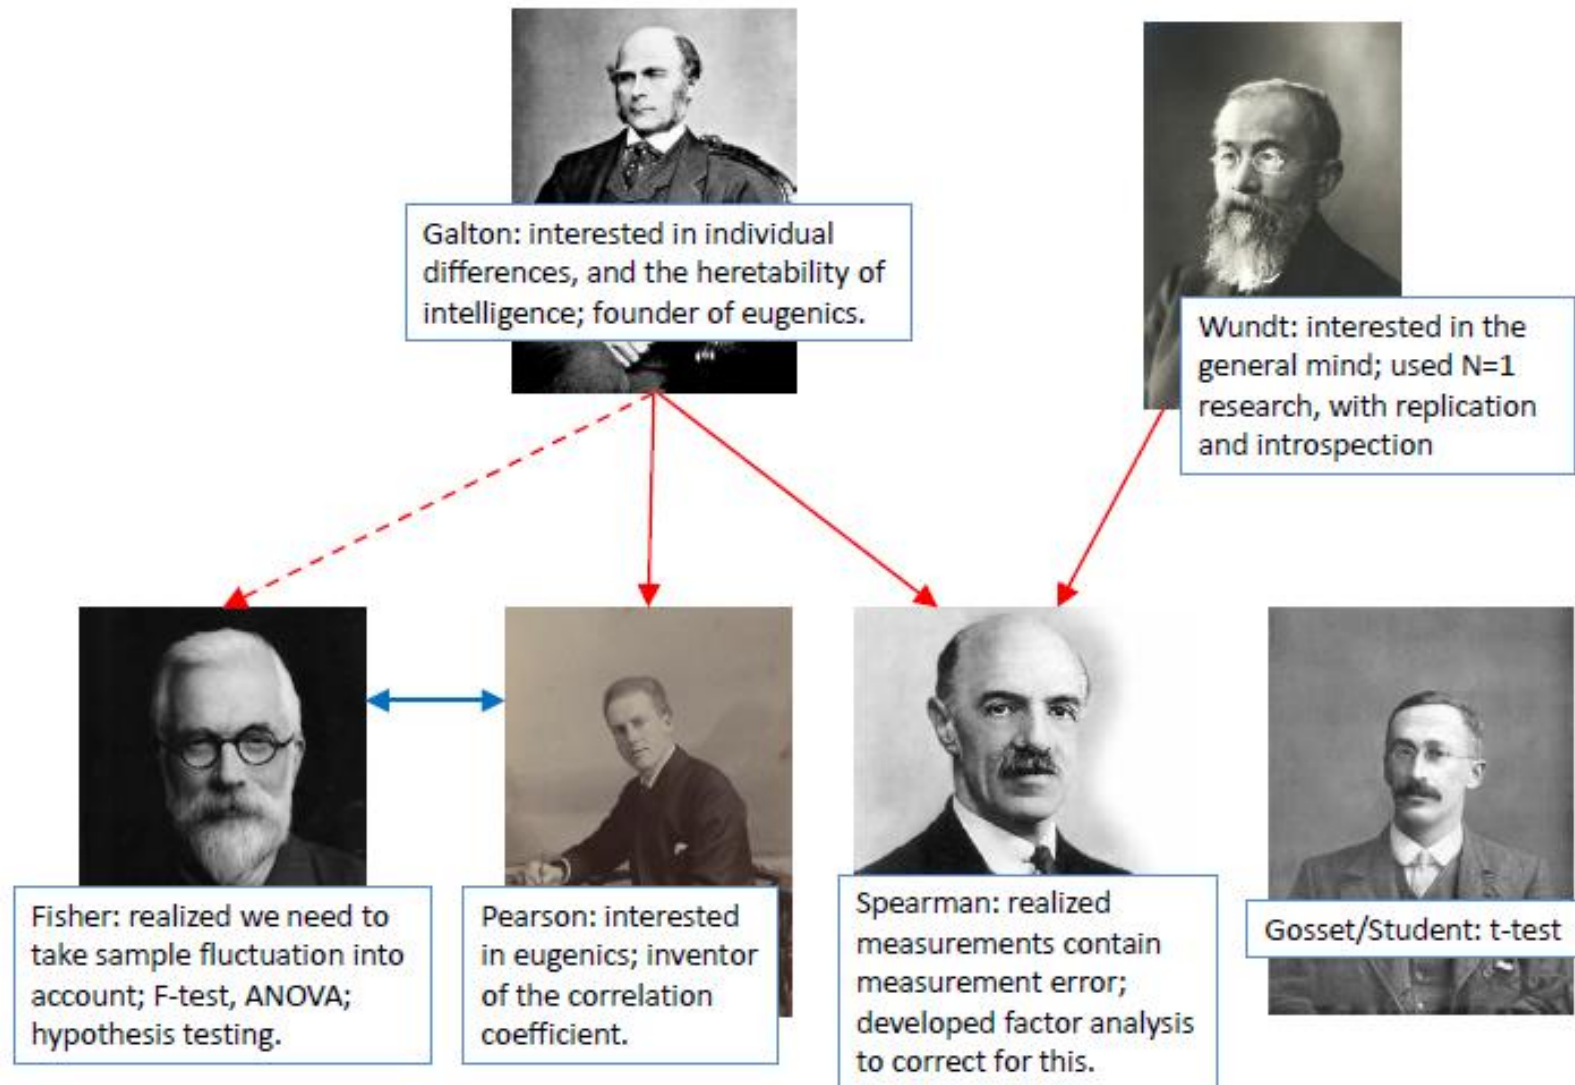 Galton: interested in individual
differences, and the heretability of
intelligence; founder of eugenics.
Wundt: interested in the
general mind; used N=1
research, with replication
and introspection
Fisher: realized we need to
take sample fluctuation into
account; F-test, ANOVA;
hypothesis testing.
Pearson: interested
in eugenics; inventor
of the correlation
coefficient.
Spearman: realized
measurements contain
measurement error;
developed factor analysis
to correct for this.
Gosset/Student: t-test